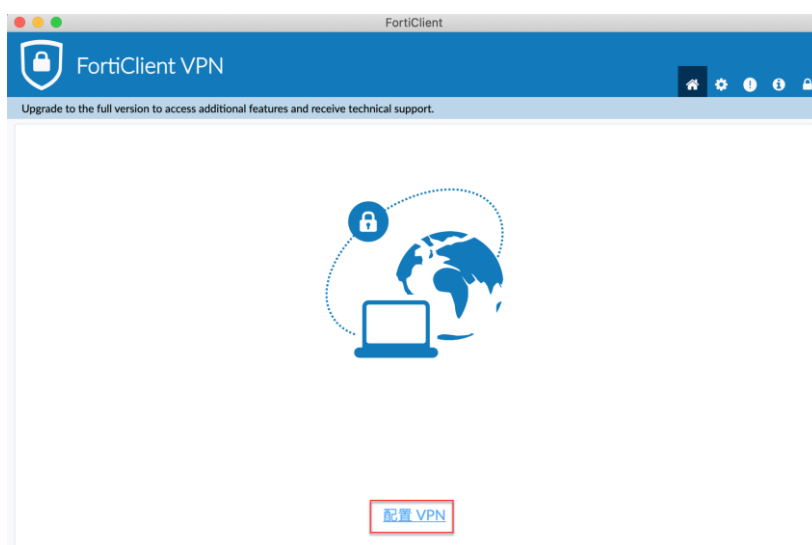 FortiClient
FortiClient VPN
Upgrade to the full version to access additional features and receive technical support.
配置 VPN